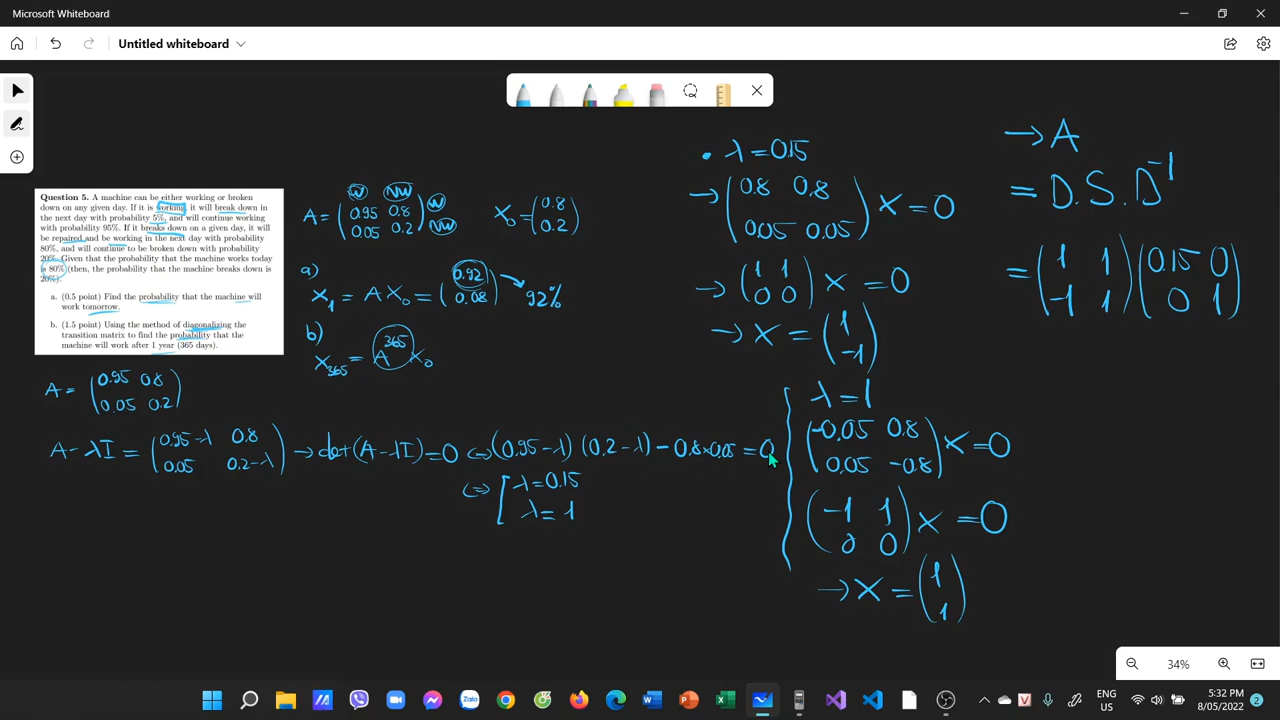 Microsoft Whiteboard
Untitled whiteboard
Question 5. A machine can be either working or broken
down on any given day. If it is working, it will break down in
the next day with probability 5%, and will continue working
with probability 95%. If it breaks down on a given day, it will
be repaired and be working in the next day with probability
80%, and will continue to be broken down with probability
20%. Given that the probability that the machine works today
is 80% (then, the probability that the machine breaks down is
20%).
a. (0.5 point) Find the probability that the machine will
work tomorrow.
b. (1.5 point) Using the method of diagonalizing the
transition matrix to find the probability that the
machine will work after 1 year (365 days).
W NW
A = (0.95 0.8) W
(0.05 0.2) NW
X₀ = (0.8)
(0.2)
a)
X₁ = A X₀ = (0.92) → 92%
(0.08)
b)
X₃₆₅ = A³⁶⁵ X₀
A = (0.95 0.8)
(0.05 0.2)
A - λI = (0.95-λ 0.8)
(0.05 0.2-λ)
→ det(A-λI) = 0 ⇔ (0.95-λ) (0.2-λ) - 0.8×0.05 = 0
⇔ [ λ = 0.15
λ = 1
• λ = 0.15
→ (0.8 0.8)
(0.05 0.05) X = 0
→ (1 1)
(0 0) X = 0
→ X = (1)
(-1)
λ = 1
(-0.05 0.8)
(0.05 -0.8) X = 0
(-1 1)
(0 0) X = 0
→ X = (1)
(1)
→ A
= D.S.D⁻¹
= (1 1) (0.15 0)
(-1 1) (0 1)
34%
ENG
US
5:32 PM
8/05/2022
2